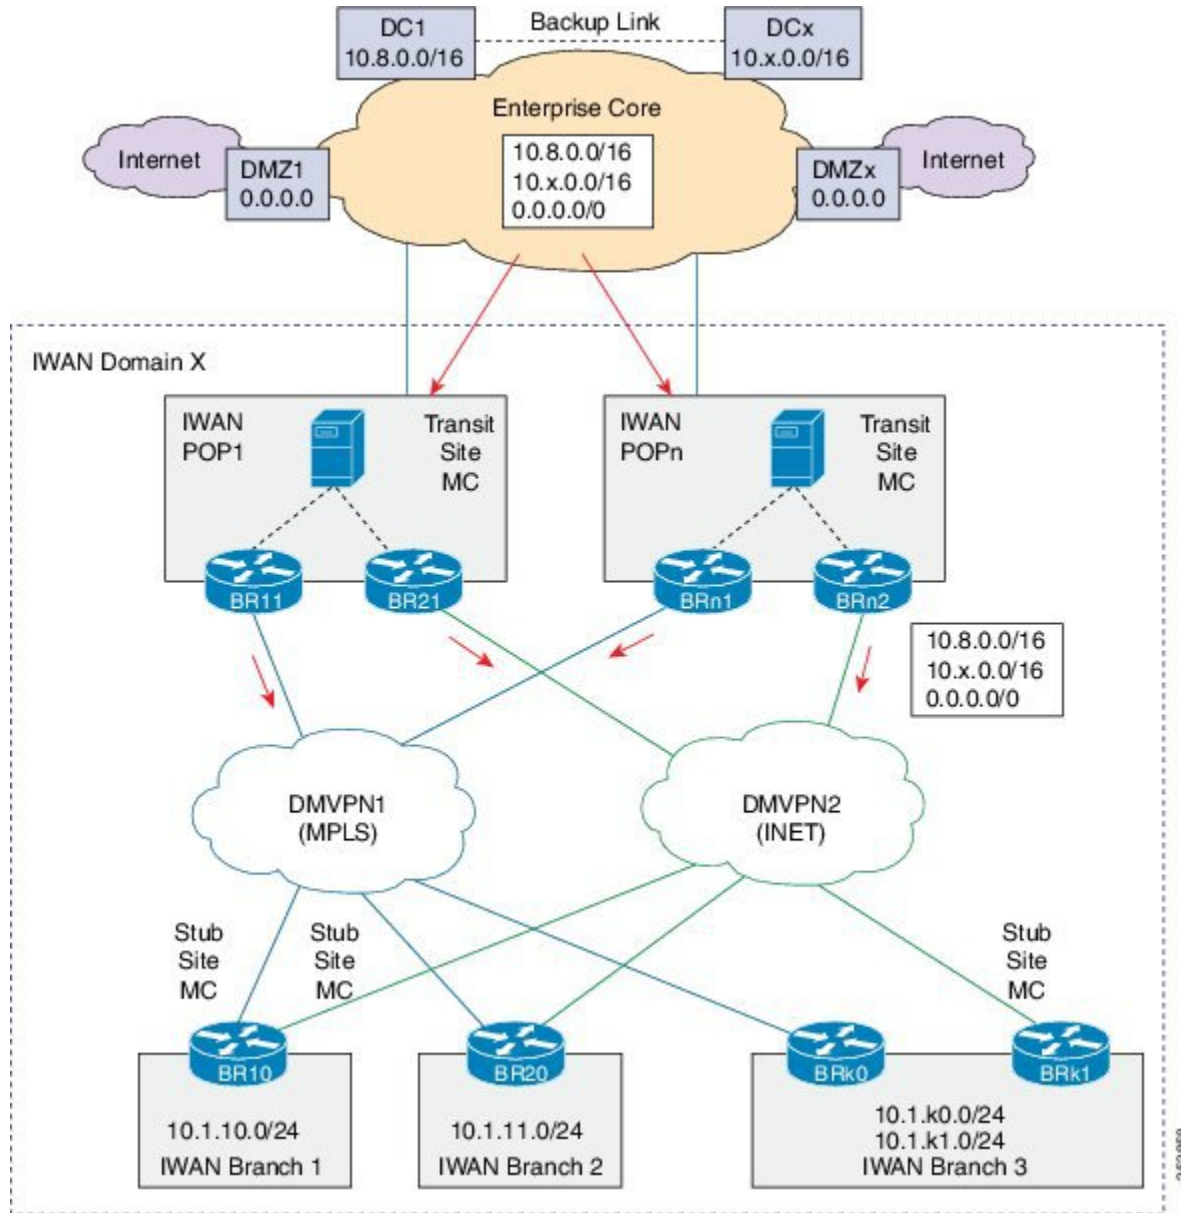 DC1
10.8.0.0/16
Backup Link
DCx
10.x.0.0/16
Enterprise Core
10.8.0.0/16
10.x.0.0/16
0.0.0.0/0
Internet
DMZ1
0.0.0.0
DMZx
0.0.0.0
Internet
IWAN Domain X
IWAN
POP1
Transit
Site
MC
IWAN
POPn
Transit
Site
MC
BR11
BR21
BRn1
BRn2
10.8.0.0/16
10.x.0.0/16
0.0.0.0/0
DMVPN1
(MPLS)
DMVPN2
(INET)
Stub
Site
MC
Stub
Site
MC
Stub
Site
MC
BR10
BR20
BRk0
BRk1
10.1.10.0/24
IWAN Branch 1
10.1.11.0/24
IWAN Branch 2
10.1.k0.0/24
10.1.k1.0/24
IWAN Branch 3